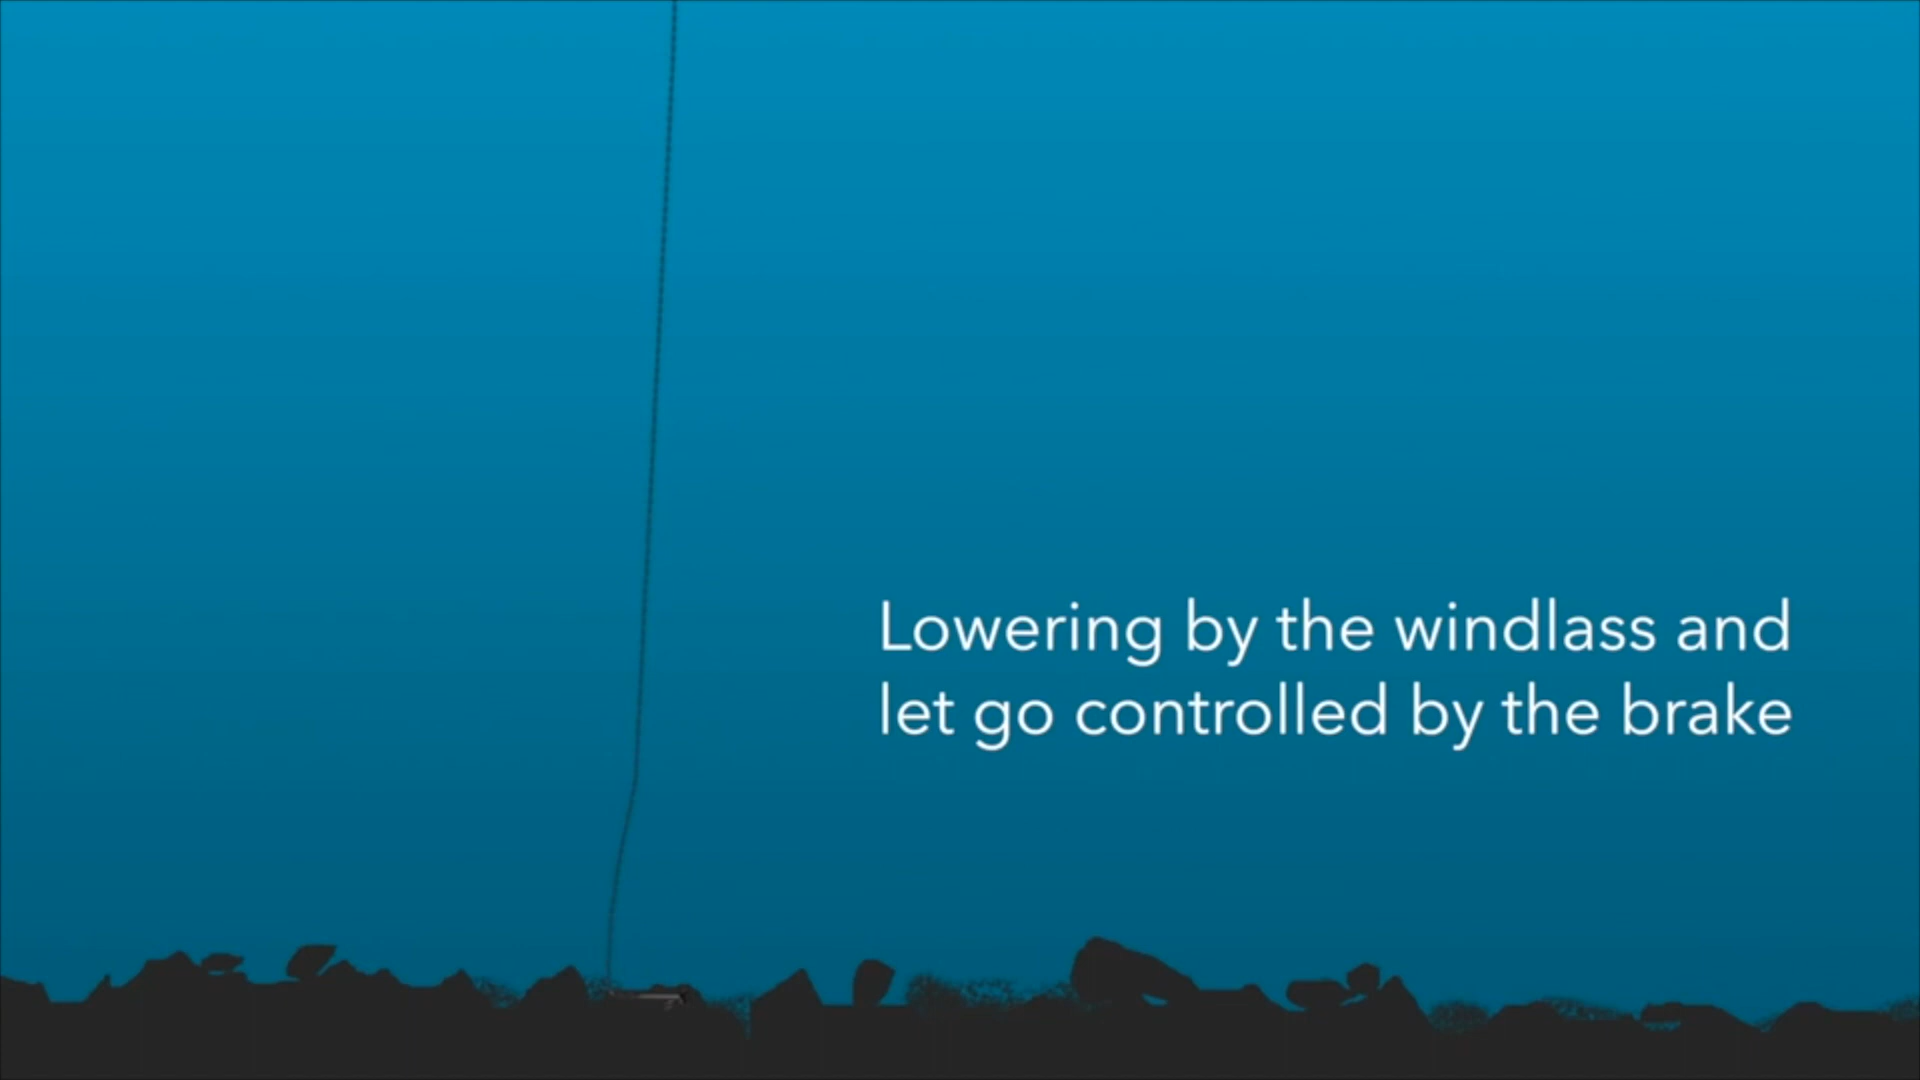 Lowering by the windlass and
let go controlled by the brake